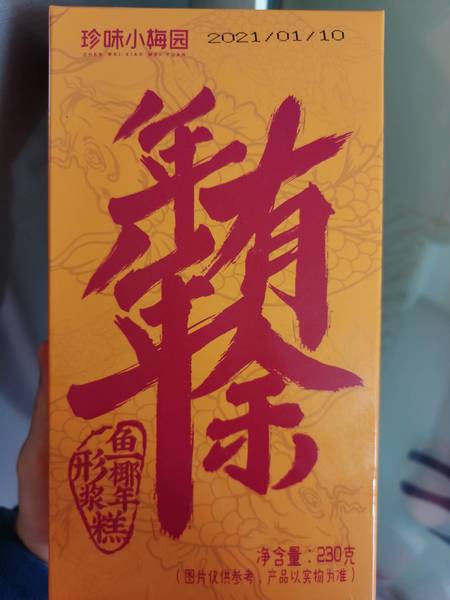 珍味小梅园
ZHEN WEI XIAO MEI YUAN
2021/01/10
年年有余
鱼形椰浆年糕
净含量：230克
（图片仅供参考，产品以实物为准）